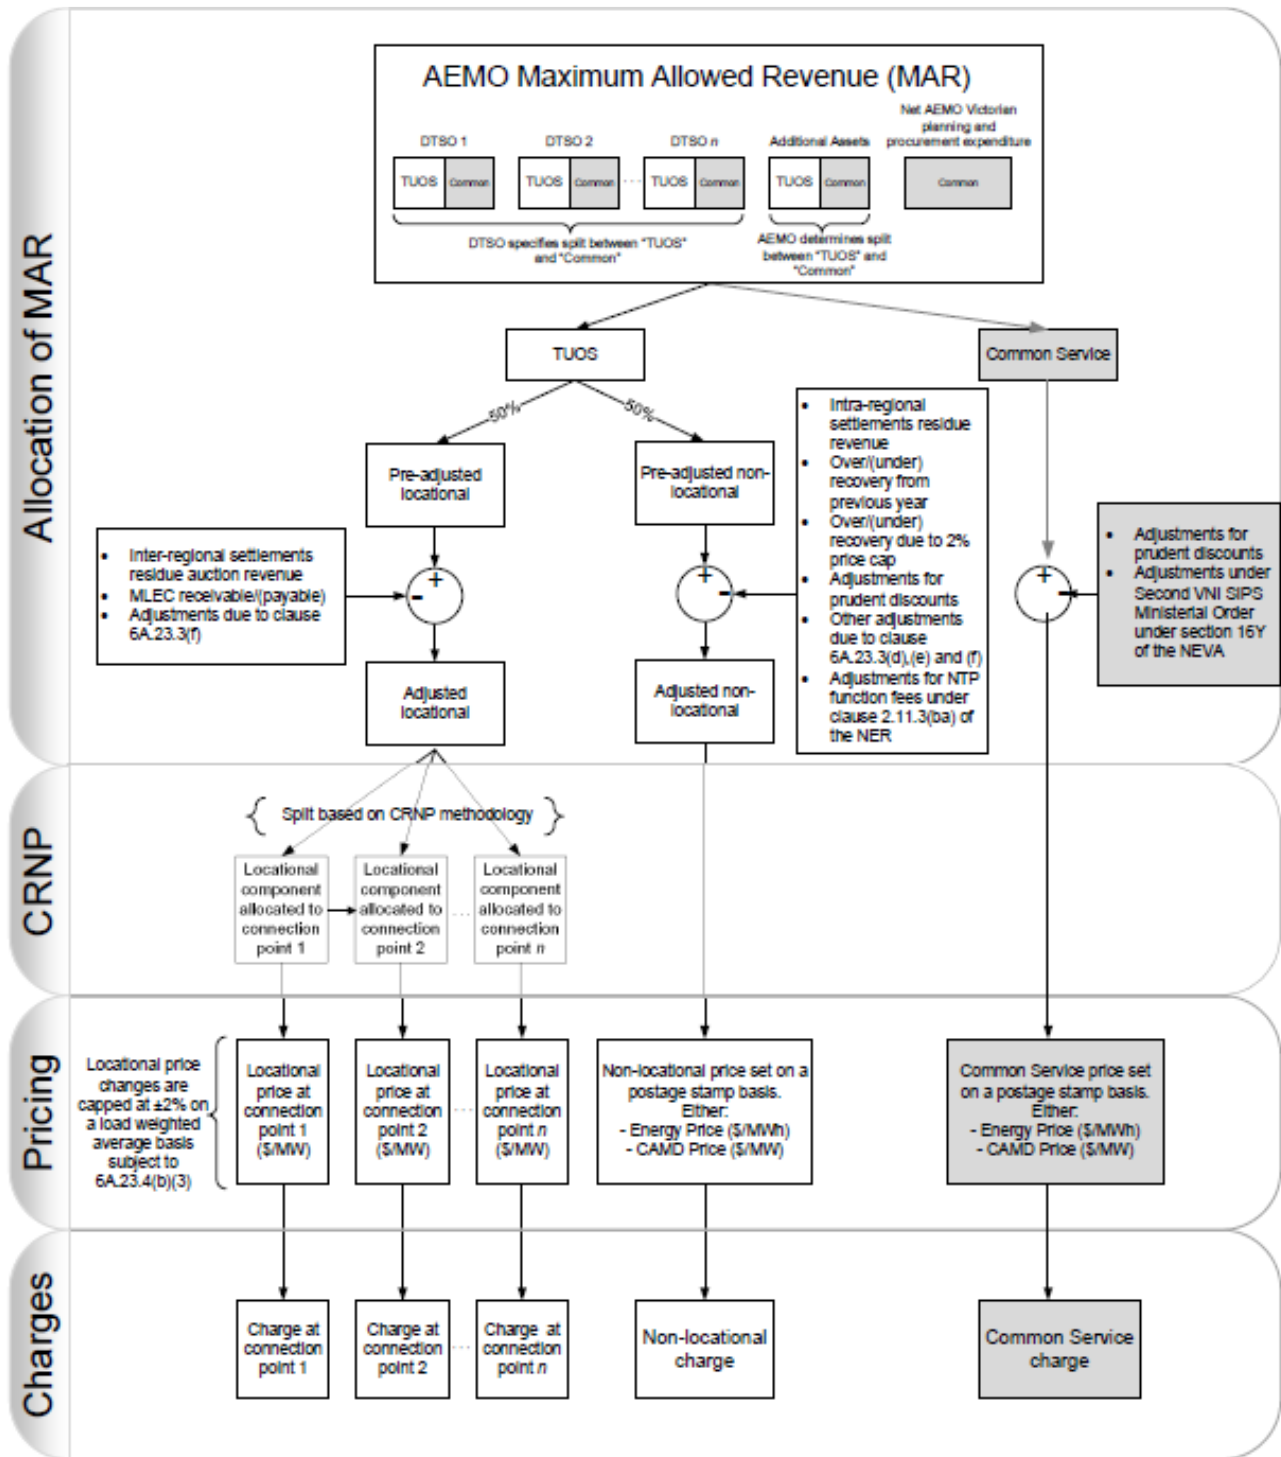 Allocation of MAR
AEMO Maximum Allowed Revenue (MAR)
DTSO 1
DTSO 2
DTSO n
Additional Assets
Net AEMO Victorian
planning and
procurement expenditure
TUOS
Common
TUOS
Common
....
TUOS
Common
TUOS
Common
Common
DTSO specifies split between "TUOS"
and "Common"
AEMO determines split
between "TUOS" and
"Common"
TUOS
Common Service
50%
50%
Pre-adjusted
locational
Pre-adjusted non-
locational
• Intra-regional
settlements residue
revenue
• Over/(under)
recovery from
previous year
• Over/(under)
recovery due to 2%
price cap
• Adjustments for
prudent discounts
• Other adjustments
due to clause
6A.23.3(d),(e) and (f)
• Adjustments for NTP
function fees under
clause 2.11.3(ba) of
the NER
• Inter-regional settlements
residue auction revenue
• MLEC receivable/(payable)
• Adjustments due to clause
6A.23.3(f)
+
-
+
-
+
-
• Adjustments for
prudent discounts
• Adjustments under
Second VNI SIPS
Ministerial Order
under section 16Y
of the NEVA
Adjusted
locational
Adjusted non-
locational
CRNP
{ Split based on CRNP methodology }
Locational
component
allocated to
connection
point 1
Locational
component
allocated to
connection
point 2
....
Locational
component
allocated to
connection
point n
Pricing
Locational price
changes are
capped at ±2% on
a load weighted
average basis
subject to
6A.23.4(b)(3)
Locational
price at
connection
point 1
($/MW)
Locational
price at
connection
point 2
($/MW)
....
Locational
price at
connection
point n
($/MW)
Non-locational price set on a
postage stamp basis.
Either:
- Energy Price ($/MWh)
- CAMD Price ($/MW)
Common Service price set
on a postage stamp basis.
Either:
- Energy Price ($/MWh)
- CAMD Price ($/MW)
Charges
Charge at
connection
point 1
Charge at
connection
point 2
....
Charge at
connection
point n
Non-locational
charge
Common Service
charge